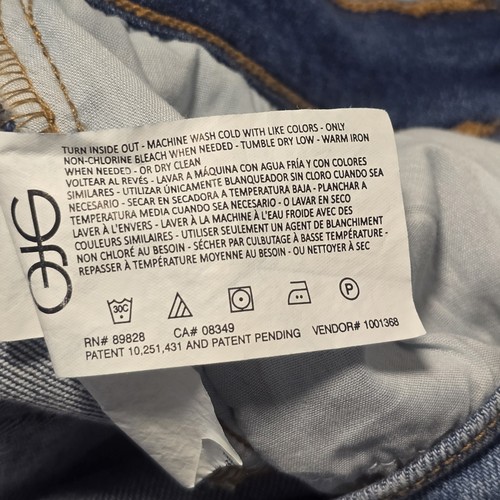 TURN INSIDE OUT - MACHINE WASH COLD WITH LIKE COLORS - ONLY
NON-CHLORINE BLEACH WHEN NEEDED - TUMBLE DRY LOW - WARM IRON
WHEN NEEDED - OR DRY CLEAN
VOLTEAR AL REVÉS - LAVAR A MÁQUINA CON AGUA FRÍA Y CON COLORES
SIMILARES - UTILIZAR ÚNICAMENTE BLANQUEADOR SIN CLORO CUANDO SEA
NECESARIO - SECAR EN SECADORA A TEMPERATURA BAJA - PLANCHAR A
TEMPERATURA MEDIA CUANDO SEA NECESARIO - O LAVAR EN SECO
LAVER À L'ENVERS - LAVER À LA MACHINE À L'EAU FROIDE AVEC DES
COULEURS SIMILAIRES - UTILISER SEULEMENT UN AGENT DE BLANCHIMENT
NON CHLORÉ AU BESOIN - SÉCHER PAR CULBUTAGE À BASSE TEMPÉRATURE -
REPASSER À TEMPÉRATURE MOYENNE AU BESOIN - OU NETTOYER À SEC
30C
P
RN# 89828 CA# 08349 VENDOR# 1001368
PATENT 10,251,431 AND PATENT PENDING